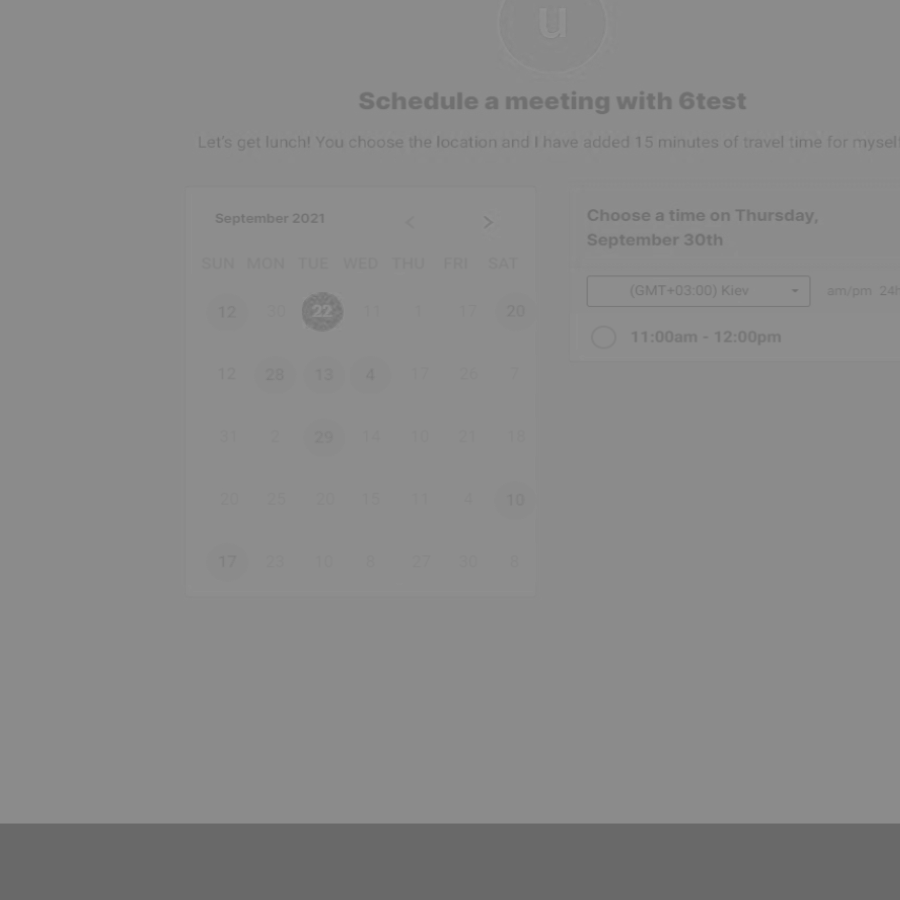 u
Schedule a meeting with 6test
Let's get lunch! You choose the location and I have added 15 minutes of travel time for
September 2021
SUN MON TUE WED THU FRI SAT
12 30 22 11 1 17 20
12 28 13 4 17 26 7
31 2 29 14 10 21 18
20 25 20 15 11 4 10
17 23 10 8 27 30 8
Choose a time on Thursday,
September 30th
(GMT+03:00) Kiev
am/pm
11:00am - 12:00pm